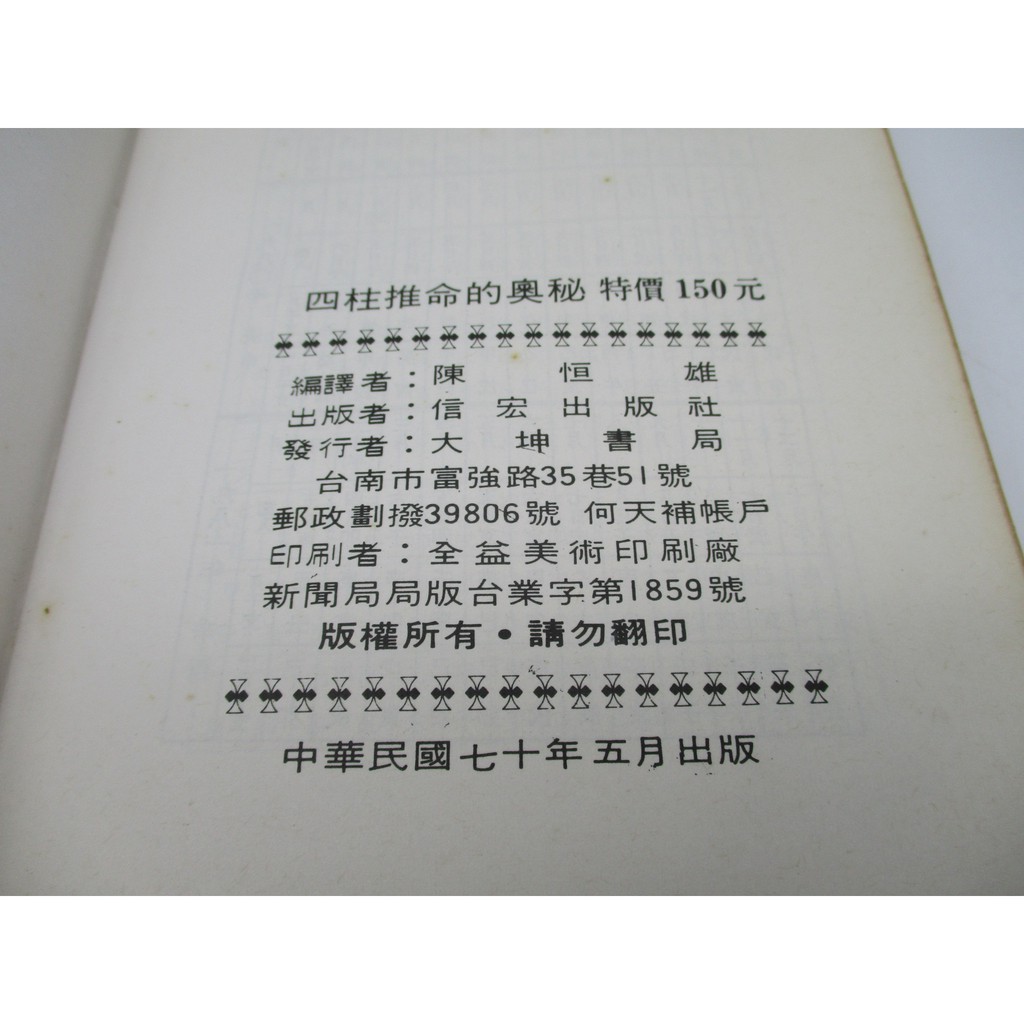 四柱推命的奧秘 特價150元
編譯者：陳恒雄
出版者：信宏出版社
發行者：大坤書局
台南市富強路35巷51號
郵政劃撥39806號 何天補帳戶
印刷者：全益美術印刷廠
新聞局局版台業字第1859號
版權所有•請勿翻印
中華民國七十年五月出版